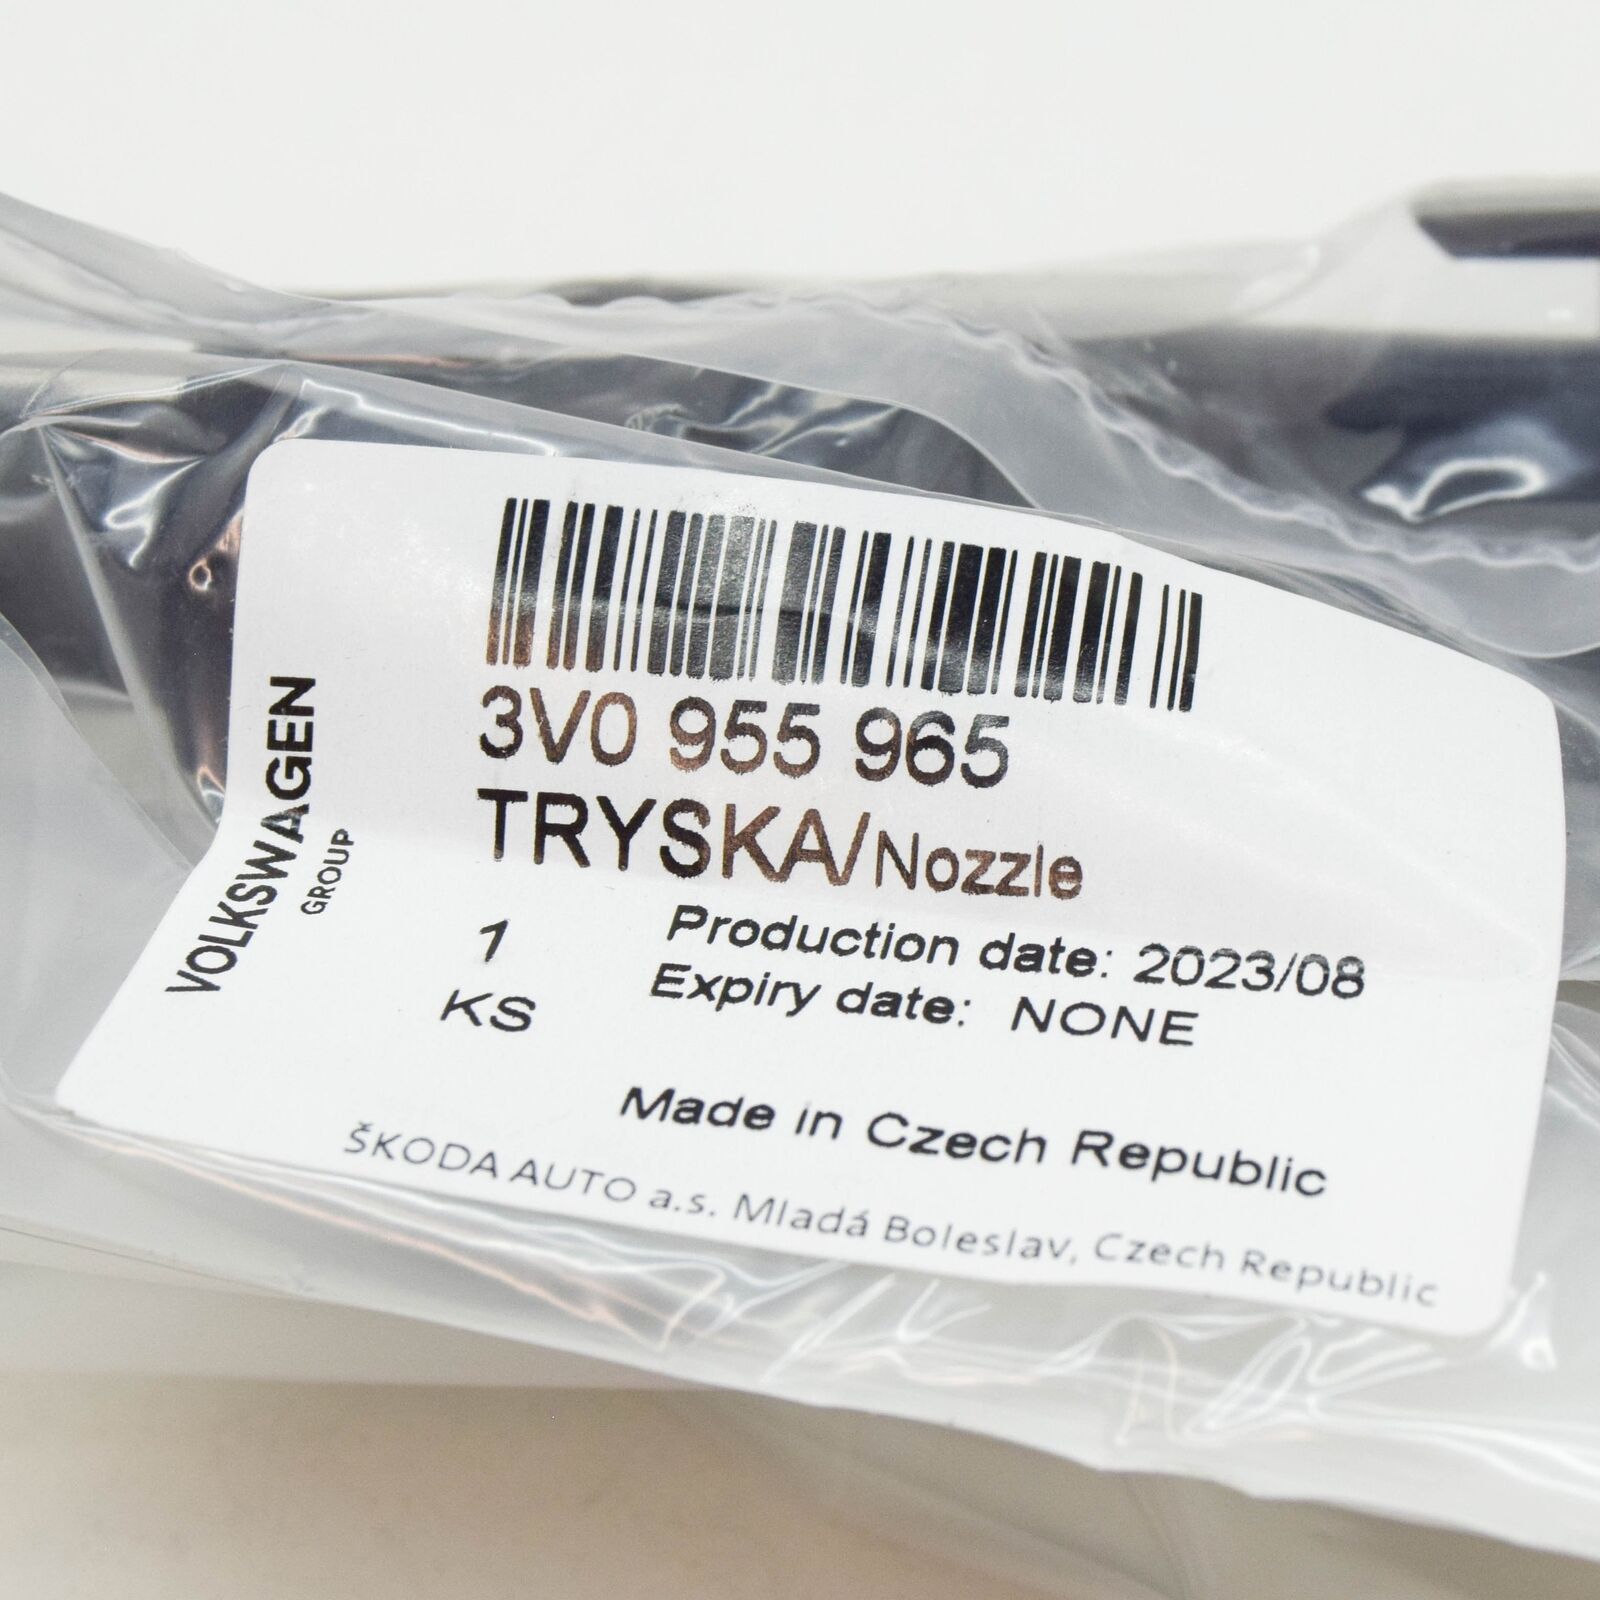 3V0 955 965
TRYSKA/Nozzle
1
KS
Production date: 2023/08
Expiry date: NONE
Made in Czech Republic
ŠKODA AUTO a.s. Mladá Boleslav, Czech Republic
VOLKSWAGEN
GROUP